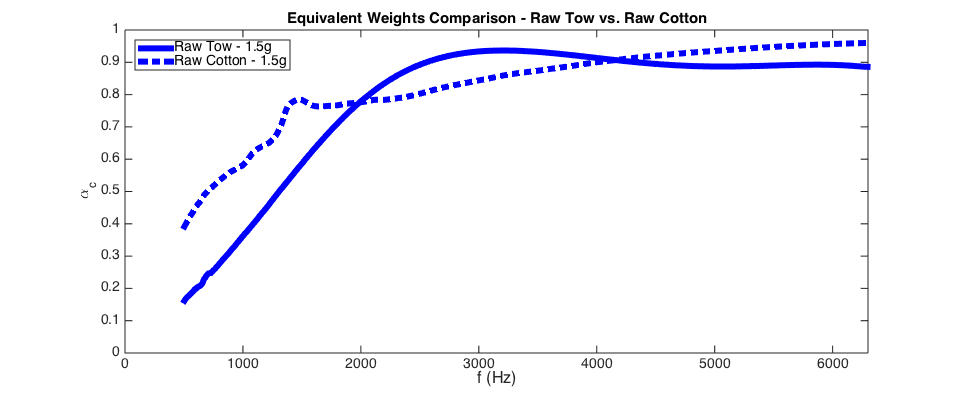 Equivalent Weights Comparison - Raw Tow vs. Raw Cotton
1
0.9
0.8
0.7
0.6
0.5
0.4
0.3
0.2
0.1
0
Raw Tow - 1.5g
Raw Cotton - 1.5g
αc
0 1000 2000 3000 4000 5000 6000
f (Hz)